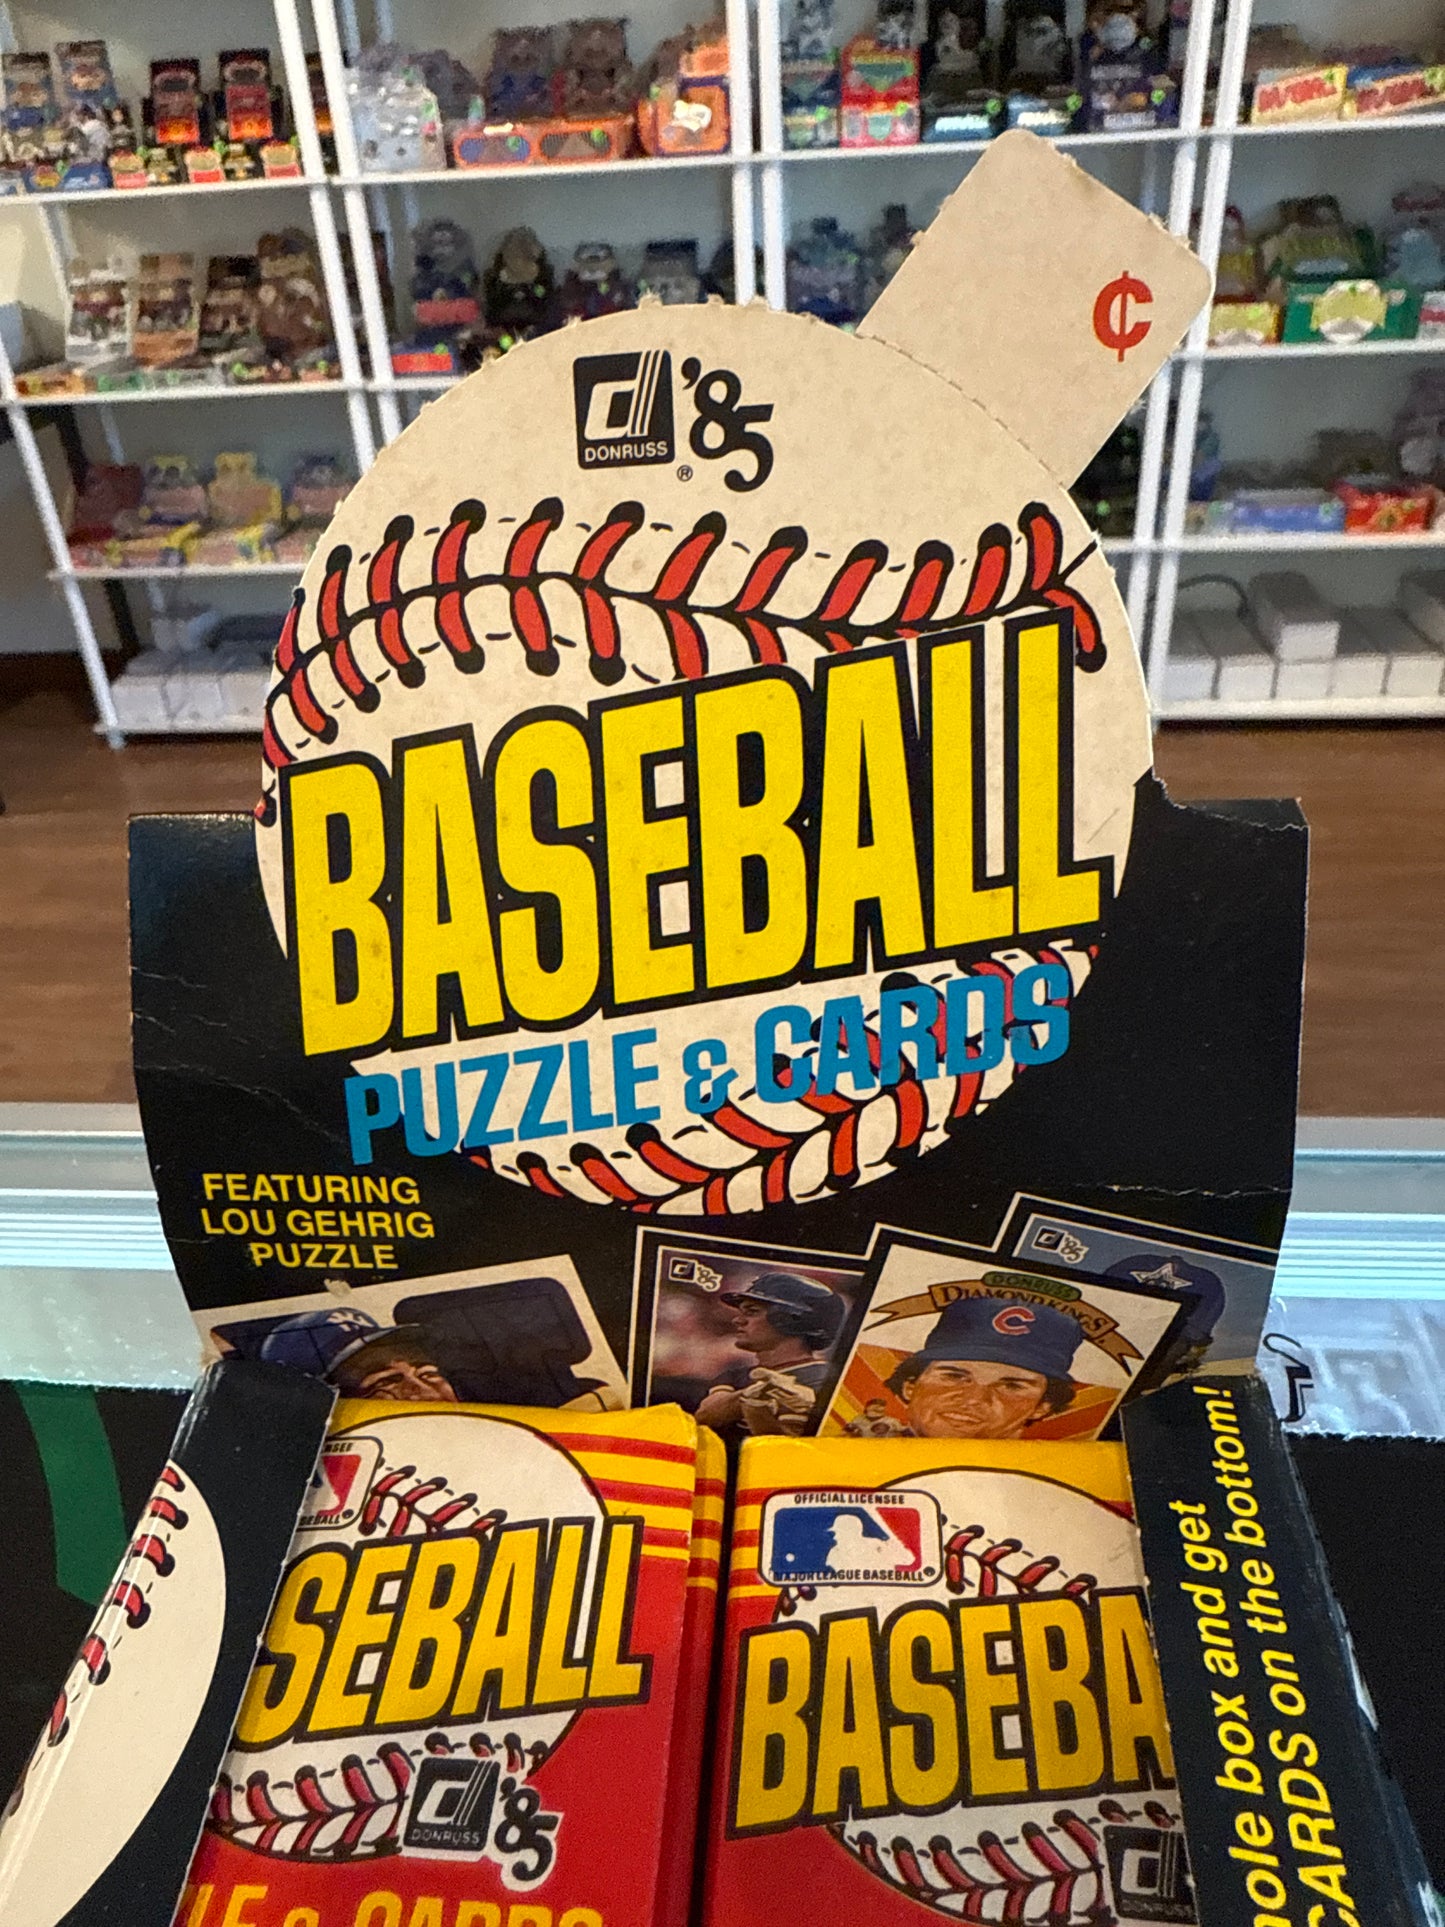 ¢
DONRUSS
®
'85
BASEBALL
PUZZLE & CARDS
FEATURING
LOU GEHRIG
PUZZLE
'85
'85
DONRUSS
DIAMOND KINGS
C
OFFICIAL LICENSEE
MAJOR LEAGUE BASEBALL®
SEBALL
DONRUSS
'85
& CARDS
BASEBA
box and get
CARDS on the bottom!